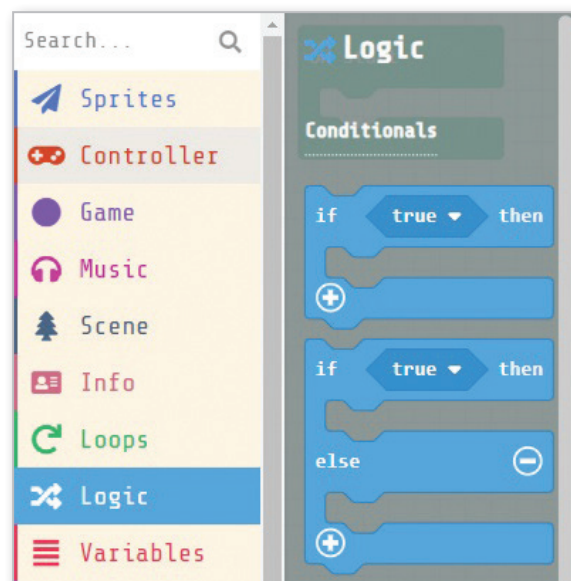 Search...
Sprites
Controller
Game
Music
Scene
Info
Loops
Logic
Variables
Logic
Conditionals
if true then
if true then
else